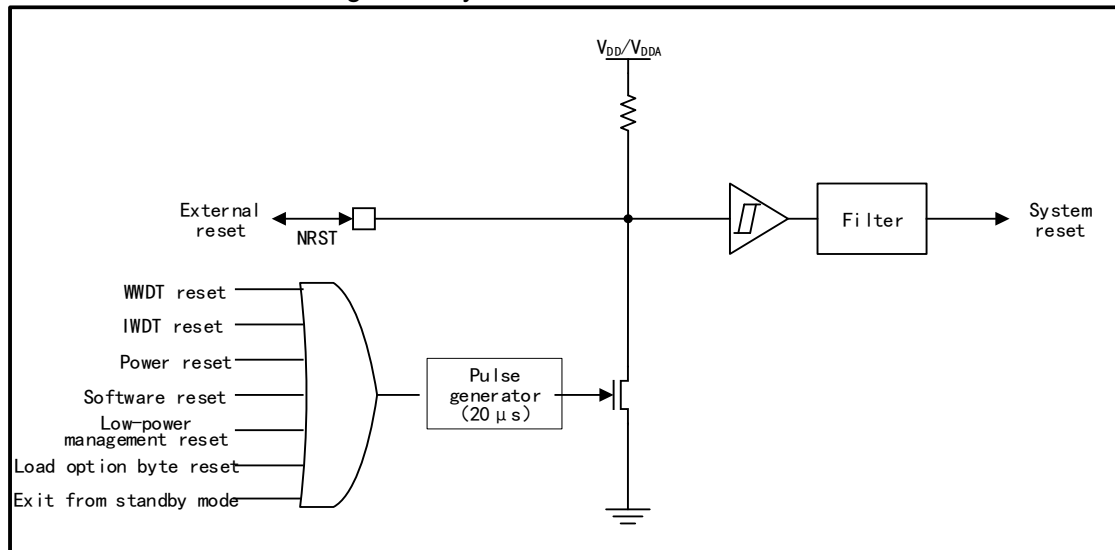 V_DD/V_DDA
External
reset
NRST
Filter
System
reset
WWDT reset
IWDT reset
Power reset
Software reset
Low-power
management reset
Load option byte reset
Exit from standby mode
Pulse
generator
(20μs)